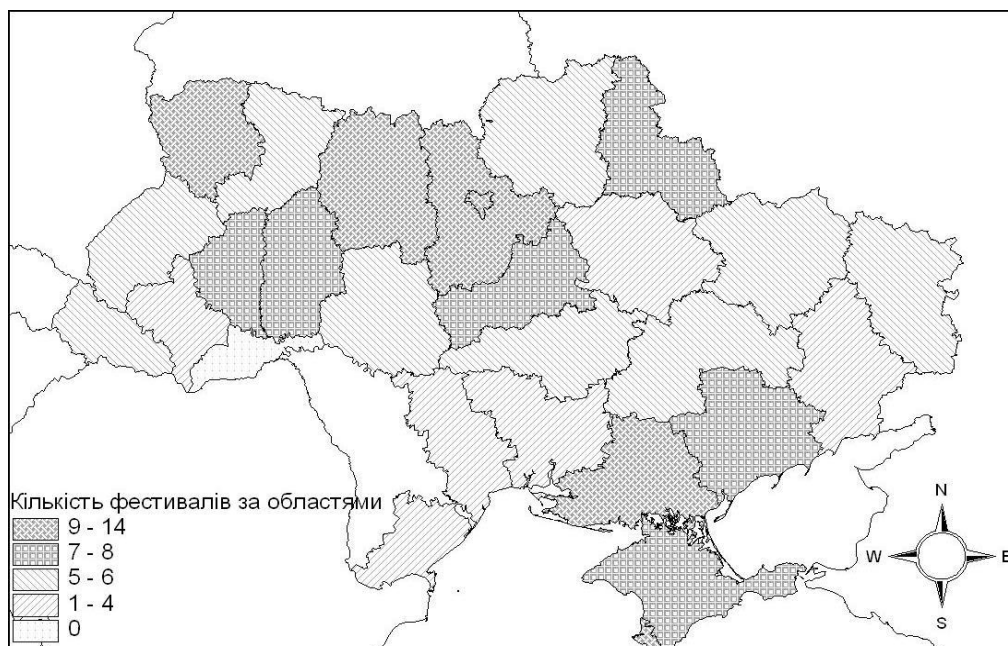 Кількість фестивалів за областями
9 - 14
7 - 8
5 - 6
1 - 4
0
N
W E
S